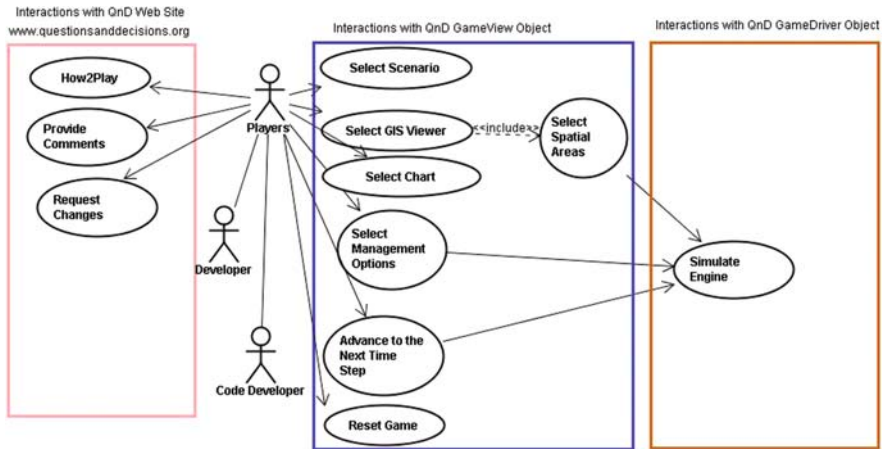 Interactions with QnD Web Site
www.questionsanddecisions.org
How2Play
Provide
Comments
Request
Changes
Players
Developer
Code Developer
Interactions with QnD GameView Object
Select Scenario
Select GIS Viewer
<<include>>
Select
Spatial
Areas
Select Chart
Select
Management
Options
Advance to the
Next Time
Step
Reset Game
Interactions with QnD GameDriver Object
Simulate
Engine